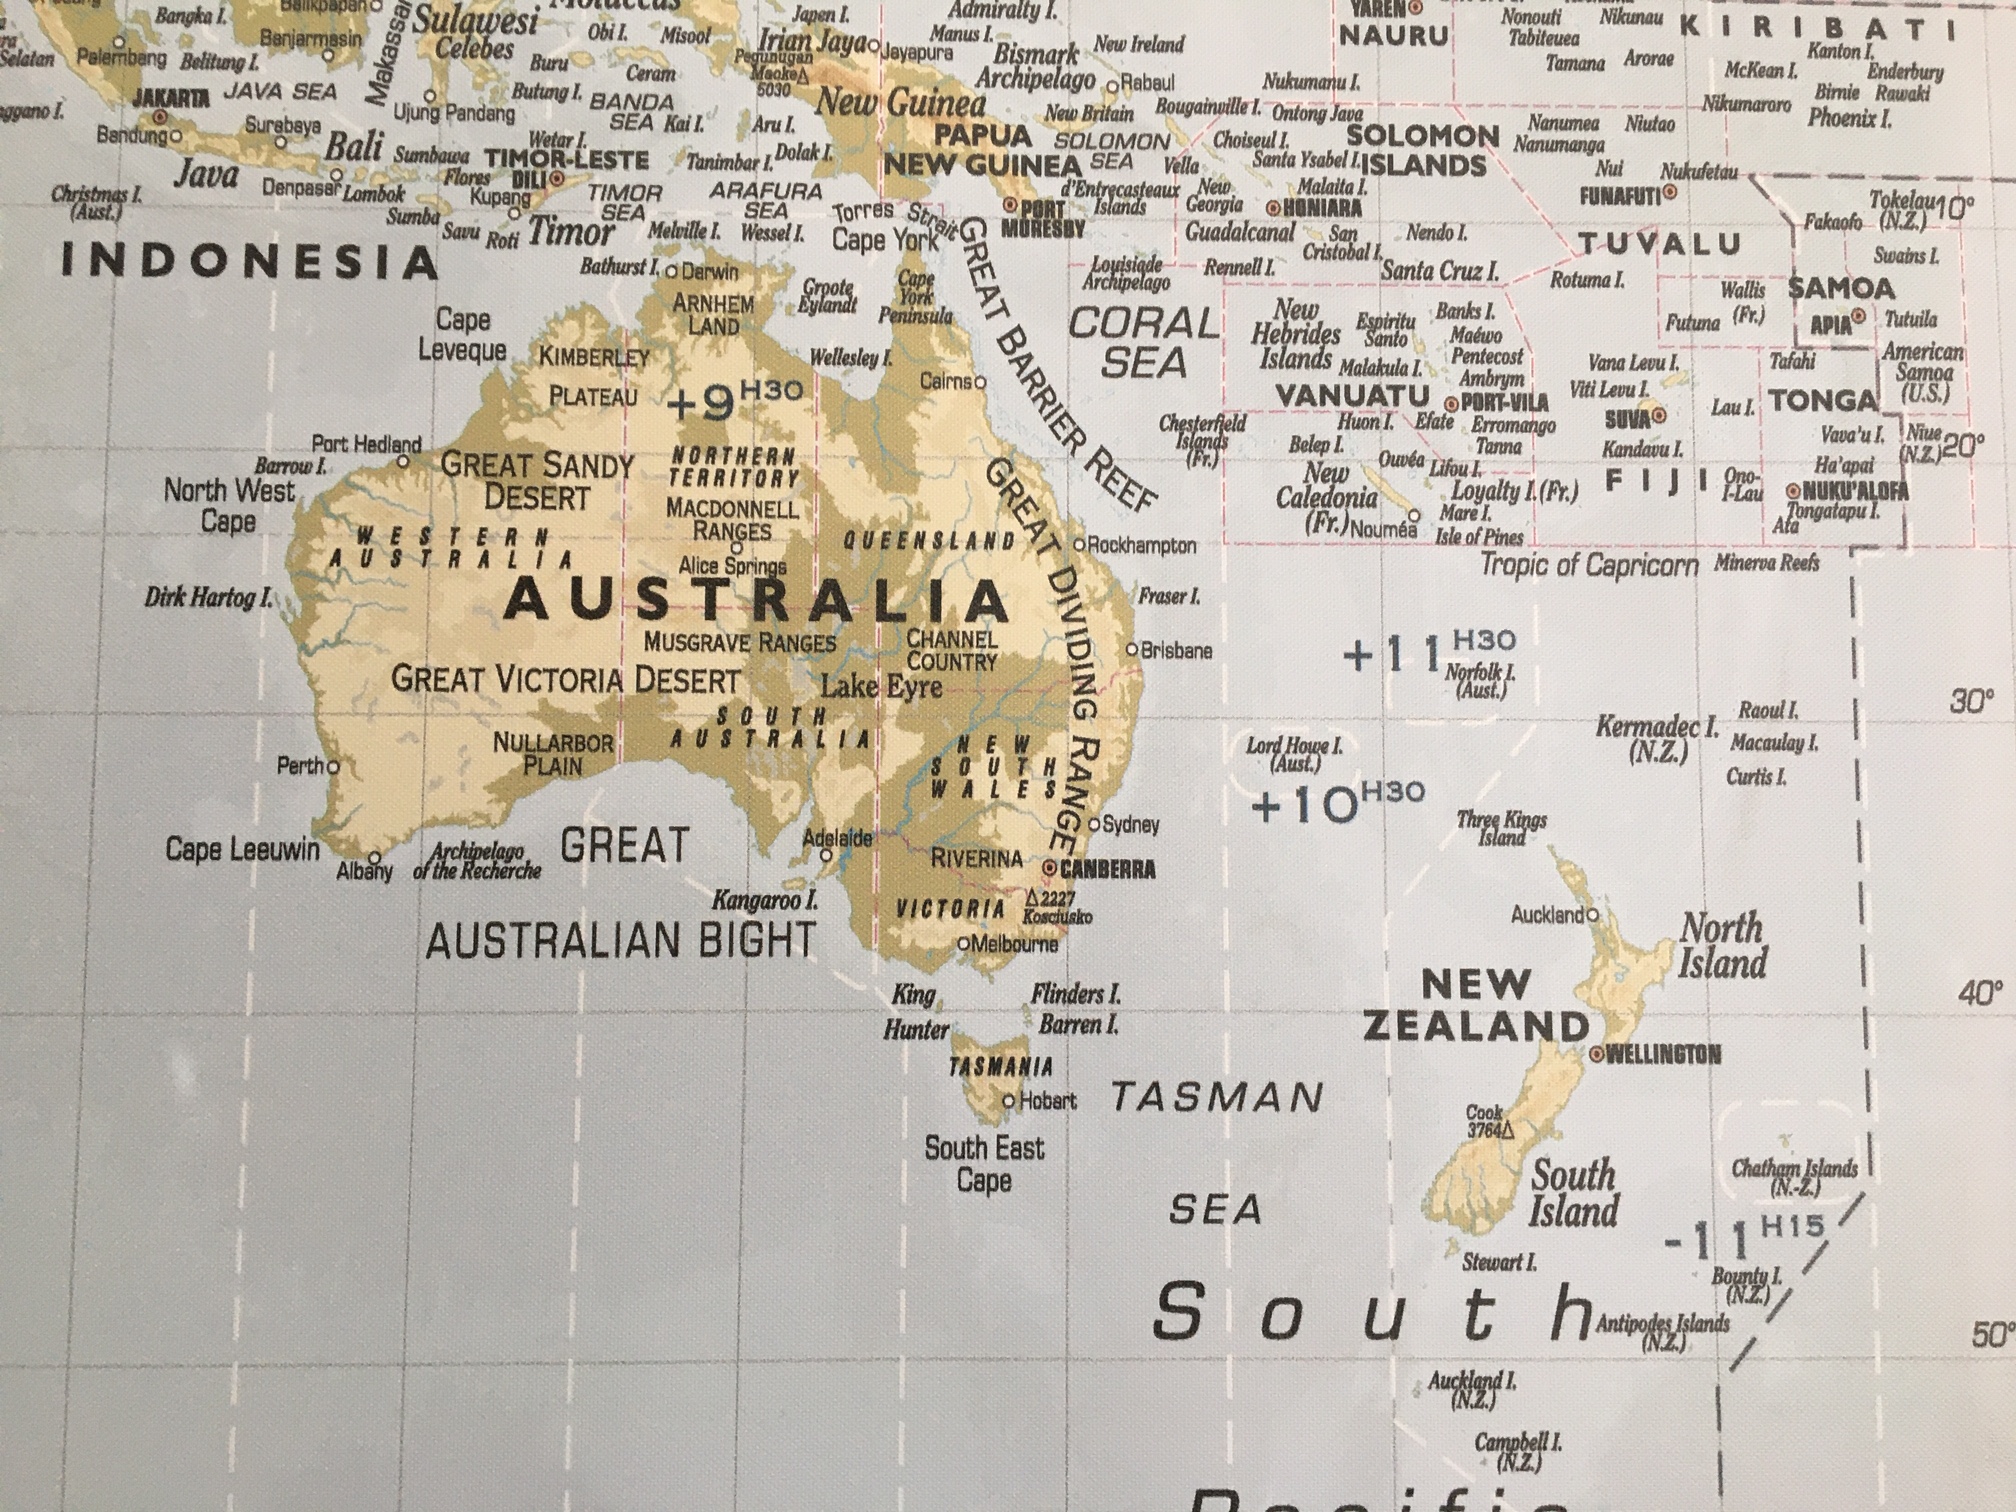 Bangka I.
Balikpapan
Sulawesi
Celebes
Moluccas
Obi I.
Misool
Japen I.
Admiralty I.
Manus I.
YAREN
NAURU
Nonouti
Tabiteuea
Nikunau
KIRIBATI
Selatan
Palembang
Belitung I.
Banjarmasin
Makassar
Buru
Ceram
Irian Jaya
Jayapura
Pegunugan
Maoke
5030
Bismark
Archipelago
New Ireland
Rabaul
Tamana
Arorae
Kanton I.
McKean I.
Enderbury
Birnie
Rawaki
Nikumaroro
Phoenix I.
JAKARTA
JAVA SEA
Ujung Pandang
Butung I.
BANDA
SEA
Kai I.
Aru I.
New Guinea
New Britain
Bougainville I.
Nukumanu I.
Ontong Java
Bandung
Surabaya
Bali
Sumbawa
Wetar I.
TIMOR-LESTE
Tanimbar I.
Dolak I.
PAPUA
NEW GUINEA
SOLOMON
SEA
Choiseul I.
Vella
Santa Ysabel I.
SOLOMON
ISLANDS
Nanumea
Nanumanga
Niutao
Nui
Nukufetau
Java
Denpasar
Lombok
Flores
DILI
Kupang
TIMOR
SEA
ARAFURA
SEA
d'Entrecasteaux
Islands
New
Georgia
Malaita I.
HONIARA
FUNAFUTI
Tokelau
(N.Z.)
10°
Fakaofo
Christmas I.
(Aust.)
Sumba
Savu
Roti
Timor
Melville I.
Wessel I.
Torres Strait
Cape York
PORT
MORESBY
Guadalcanal
San
Cristobal I.
Nendo I.
TUVALU
Swains I.
INDONESIA
Bathurst I.
Darwin
Louisiade
Archipelago
Rennell I.
Santa Cruz I.
Rotuma I.
Wallis
(Fr.)
Futuna
SAMOA
APIA
Tutuila
ARNHEM
LAND
Groote
Eylandt
Cape
York
Peninsula
GREAT BARRIER REEF
CORAL
SEA
New
Hebrides
Islands
Espiritu
Santo
Banks I.
Maéwo
Pentecost
Ambrym
Malakula I.
Cape
Leveque
KIMBERLEY
PLATEAU
+9 H30
Wellesley I.
Cairns
VANUATU
PORT-VILA
Vana Levu I.
Viti Levu I.
SUVA
Lau I.
Tafahi
American
Samoa
(U.S.)
TONGA
Chesterfield
Islands
(Fr.)
Huon I.
Efate
Erromango
Tanna
Kandavu I.
Vava'u I.
Niue
(N.Z.)
20°
Port Hedland
Barrow I.
GREAT SANDY
DESERT
NORTHERN
TERRITORY
Belep I.
Ouvéa
Lifou I.
New
Caledonia
(Fr.)
Loyalty I.(Fr.)
FIJI
Ono-
I-Lau
Ha'apai
NUKU'ALOFA
Tongatapu I.
Ata
North West
Cape
MACDONNELL
RANGES
Nouméa
Mare I.
Isle of Pines
WESTERN
AUSTRALIA
Alice Springs
QUEENSLAND
GREAT DIVIDING RANGE
Rockhampton
Tropic of Capricorn
Minerva Reefs
Dirk Hartog I.
AUSTRALIA
Fraser I.
MUSGRAVE RANGES
CHANNEL
COUNTRY
Brisbane
+11 H30
Norfolk I.
(Aust.)
GREAT VICTORIA DESERT
Lake Eyre
30°
SOUTH
AUSTRALIA
Kermadec I.
(N.Z.)
Raoul I.
Macaulay I.
Curtis I.
NULLARBOR
PLAIN
Perth
NEW
SOUTH
WALES
Lord Howe I.
(Aust.)
+10 H30
Sydney
Three Kings
Island
Cape Leeuwin
Albany
Archipelago
of the Recherche
GREAT
AUSTRALIAN BIGHT
Adelaide
RIVERINA
CANBERRA
Kangaroo I.
VICTORIA
2227
Kosciusko
Auckland
North
Island
Melbourne
NEW
ZEALAND
40°
King
Flinders I.
Hunter
Barren I.
WELLINGTON
TASMANIA
Hobart
TASMAN
SEA
Cook
3764
South East
Cape
South
Island
Chatham Islands
(N.-Z.)
-11 H15
Stewart I.
Bounty I.
(N.Z.)
South
Antipodes Islands
(N.Z.)
50°
Auckland I.
(N.Z.)
Campbell I.
(N.Z.)
Pacific